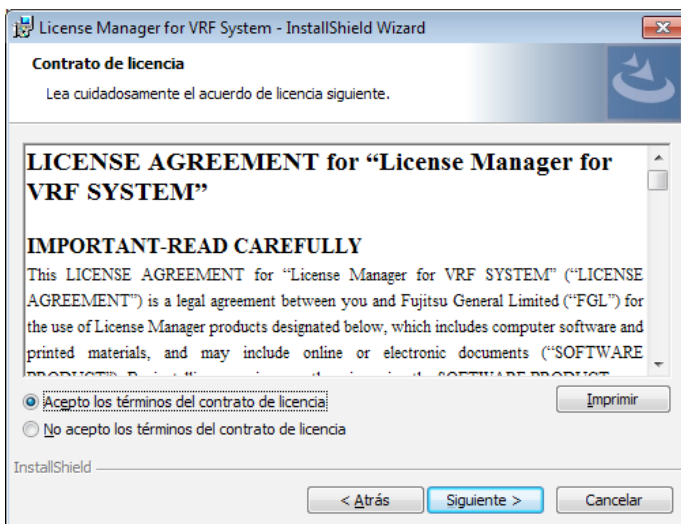 License Manager for VRF System - InstallShield Wizard
Contrato de licencia
Lea cuidadosamente el acuerdo de licencia siguiente.
LICENSE AGREEMENT for “License Manager for
VRF SYSTEM”
IMPORTANT-READ CAREFULLY
This LICENSE AGREEMENT for “License Manager for VRF SYSTEM” (“LICENSE
AGREEMENT”) is a legal agreement between you and Fujitsu General Limited (“FGL”) for
the use of License Manager products designated below, which includes computer software and
printed materials, and may include online or electronic documents (“SOFTWARE
Acepto los términos del contrato de licencia
Imprimir
No acepto los términos del contrato de licencia
InstallShield
< Atrás
Siguiente >
Cancelar